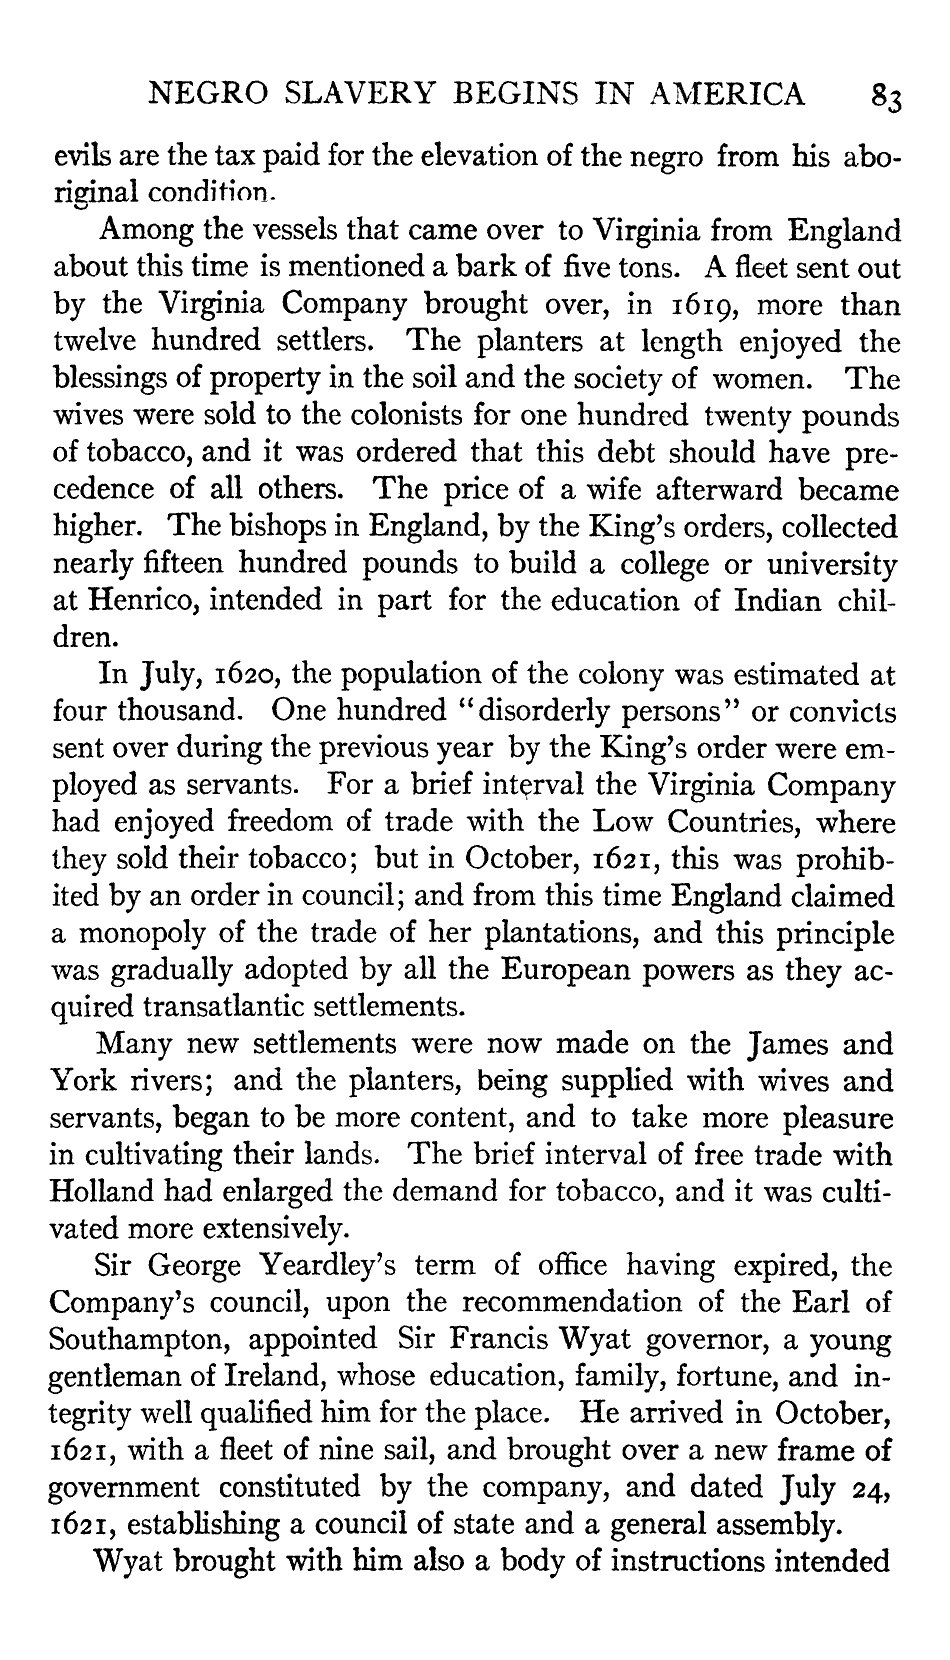 NEGRO SLAVERY BEGINS IN AMERICA 83
evils are the tax paid for the elevation of the negro from his abo-
riginal condition.
Among the vessels that came over to Virginia from England
about this time is mentioned a bark of five tons. A fleet sent out
by the Virginia Company brought over, in 1619, more than
twelve hundred settlers. The planters at length enjoyed the
blessings of property in the soil and the society of women. The
wives were sold to the colonists for one hundred twenty pounds
of tobacco, and it was ordered that this debt should have pre-
cedence of all others. The price of a wife afterward became
higher. The bishops in England, by the King's orders, collected
nearly fifteen hundred pounds to build a college or university
at Henrico, intended in part for the education of Indian chil-
dren.
In July, 1620, the population of the colony was estimated at
four thousand. One hundred "disorderly persons" or convicts
sent over during the previous year by the King's order were em-
ployed as servants. For a brief interval the Virginia Company
had enjoyed freedom of trade with the Low Countries, where
they sold their tobacco; but in October, 1621, this was prohib-
ited by an order in council; and from this time England claimed
a monopoly of the trade of her plantations, and this principle
was gradually adopted by all the European powers as they ac-
quired transatlantic settlements.
Many new settlements were now made on the James and
York rivers; and the planters, being supplied with wives and
servants, began to be more content, and to take more pleasure
in cultivating their lands. The brief interval of free trade with
Holland had enlarged the demand for tobacco, and it was culti-
vated more extensively.
Sir George Yeardley's term of office having expired, the
Company's council, upon the recommendation of the Earl of
Southampton, appointed Sir Francis Wyat governor, a young
gentleman of Ireland, whose education, family, fortune, and in-
tegrity well qualified him for the place. He arrived in October,
1621, with a fleet of nine sail, and brought over a new frame of
government constituted by the company, and dated July 24,
1621, establishing a council of state and a general assembly.
Wyat brought with him also a body of instructions intended